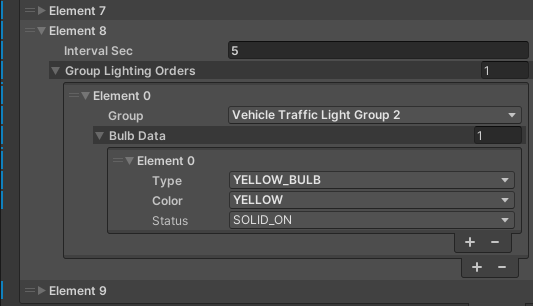 Element 7
Element 8
Interval Sec 5
Group Lighting Orders 1
Element 0
Group Vehicle Traffic Light Group 2
Bulb Data 1
Element 0
Type YELLOW_BULB
Color YELLOW
Status SOLID_ON
+ −
+ −
Element 9